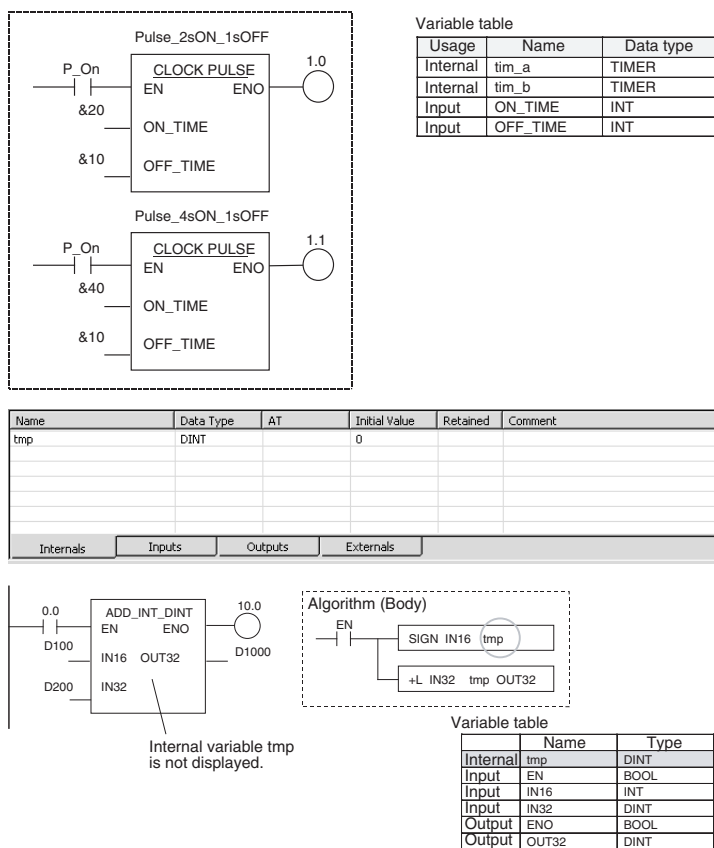 Pulse_2sON_1sOFF
P_On
CLOCK PULSE
1.0
EN ENO
&20
ON_TIME
&10
OFF_TIME
Pulse_4sON_1sOFF
P_On
CLOCK PULSE
1.1
EN ENO
&40
ON_TIME
&10
OFF_TIME
Variable table
Usage Name Data type
Internal tim_a TIMER
Internal tim_b TIMER
Input ON_TIME INT
Input OFF_TIME INT
Name Data Type AT Initial Value Retained Comment
tmp DINT 0
Internals Inputs Outputs Externals
0.0
ADD_INT_DINT
10.0
EN ENO
D100
IN16 OUT32
D1000
D200
IN32
Internal variable tmp
is not displayed.
Algorithm (Body)
EN
SIGN IN16 tmp
+L IN32 tmp OUT32
Variable table
Name Type
Internal tmp DINT
Input EN BOOL
Input IN16 INT
Input IN32 DINT
Output ENO BOOL
Output OUT32 DINT